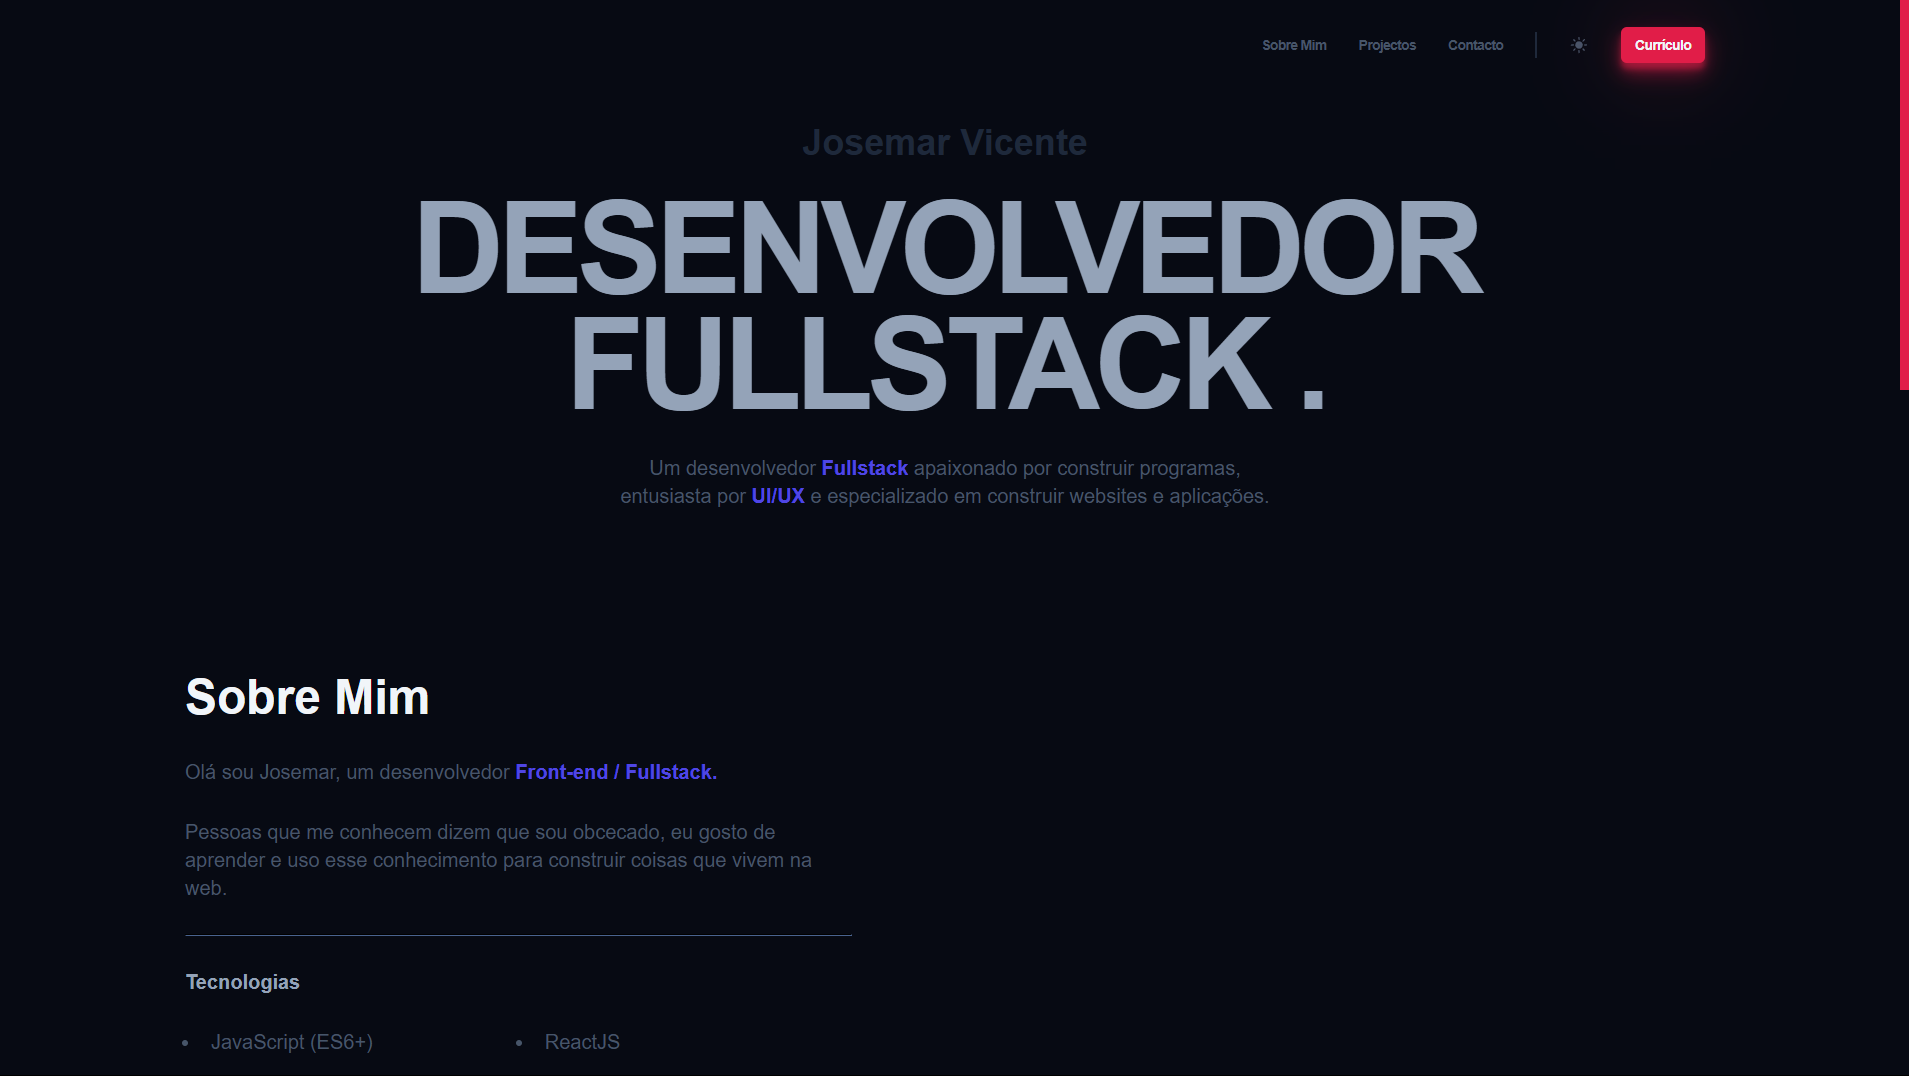 Sobre Mim Projectos Contacto Currículo
Josemar Vicente
DESENVOLVEDOR
FULLSTACK .
Um desenvolvedor Fullstack apaixonado por construir programas,
entusiasta por UI/UX e especializado em construir websites e aplicações.
Sobre Mim
Olá sou Josemar, um desenvolvedor Front-end / Fullstack.
Pessoas que me conhecem dizem que sou obcecado, eu gosto de
aprender e uso esse conhecimento para construir coisas que vivem na
web.
Tecnologias
JavaScript (ES6+)
ReactJS